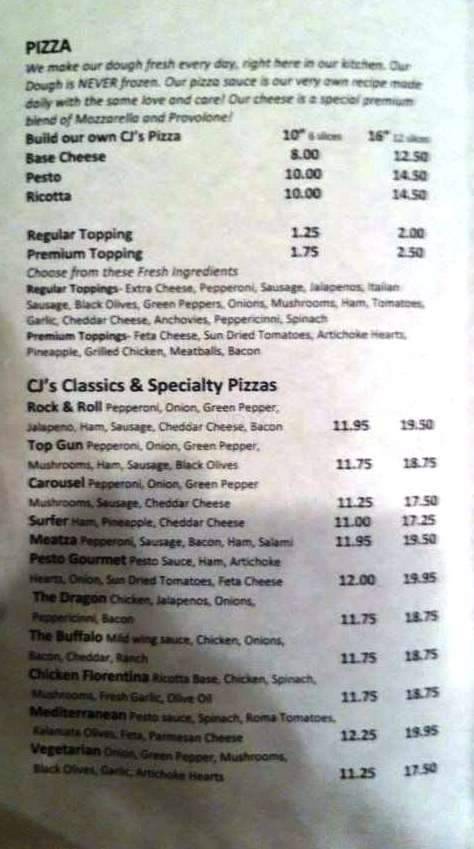 PIZZA
We make our dough fresh every day, right here in our kitchen. Our
Dough is NEVER frozen. Our pizza sauce is our very own recipe made
daily with the same love and care! Our cheese is a special premium
blend of Mozzarella and Provolone!
Build our own CJ's Pizza 10" 6 slices 16" 12 slices
Base Cheese 8.00 12.50
Pesto 10.00 14.50
Ricotta 10.00 14.50
Regular Topping 1.25 2.00
Premium Topping 1.75 2.50
Choose from these Fresh Ingredients
Regular Toppings- Extra Cheese, Pepperoni, Sausage, Jalapenos, Italian
Sausage, Black Olives, Green Peppers, Onions, Mushrooms, Ham, Tomatoes,
Garlic, Cheddar Cheese, Anchovies, Peppericinni, Spinach
Premium Toppings- Feta Cheese, Sun Dried Tomatoes, Artichoke Hearts,
Pineapple, Grilled Chicken, Meatballs, Bacon
CJ's Classics & Specialty Pizzas
Rock & Roll Pepperoni, Onion, Green Pepper,
Jalapeno, Ham, Sausage, Cheddar Cheese, Bacon 11.95 19.50
Top Gun Pepperoni, Onion, Green Pepper,
Mushrooms, Ham, Sausage, Black Olives 11.75 18.75
Carousel Pepperoni, Onion, Green Pepper
Mushrooms, Sausage, Cheddar Cheese 11.25 17.50
Surfer Ham, Pineapple, Cheddar Cheese 11.00 17.25
Meatza Pepperoni, Sausage, Bacon, Ham, Salami 11.95 19.50
Pesto Gourmet Pesto Sauce, Ham, Artichoke
Hearts, Onion, Sun Dried Tomatoes, Feta Cheese 12.00 19.95
The Dragon Chicken, Jalapenos, Onions,
Peppericinni, Bacon 11.75 18.75
The Buffalo Mild wing sauce, Chicken, Onions,
Bacon, Cheddar, Ranch 11.75 18.75
Chicken Florentina Ricotta Base, Chicken, Spinach,
Mushrooms, Fresh Garlic, Olive Oil 11.75 18.75
Mediterranean Pesto sauce, Spinach, Roma Tomatoes,
Kalamata Olives, Feta, Parmesan Cheese 12.25 19.95
Vegetarian Onion, Green Pepper, Mushrooms,
Black Olives, Garlic, Artichoke Hearts 11.25 17.50